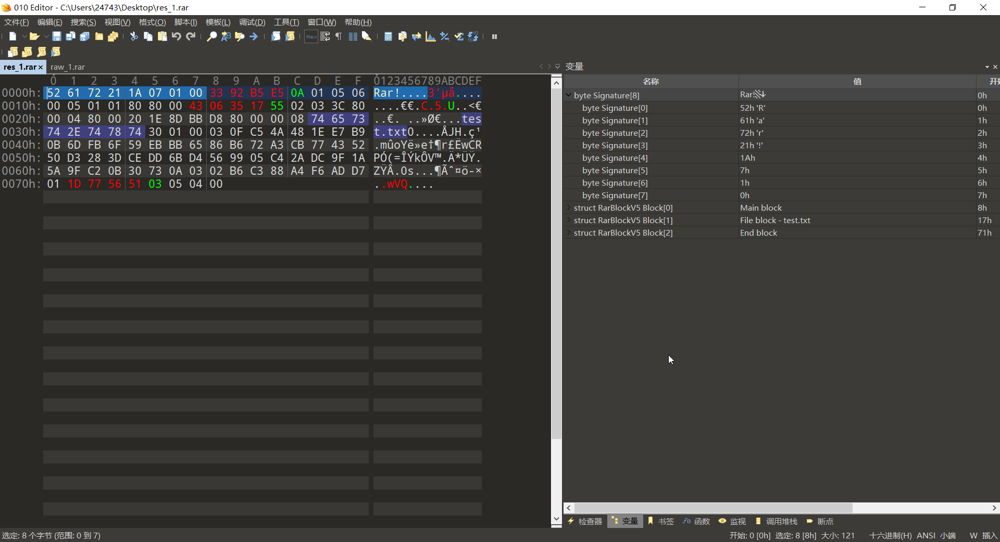 010 Editor - C:\Users\24743\Desktop\res_1.rar
文件(F) 编辑(E) 搜索(S) 视图(V) 格式(O) 脚本(I) 模板(L) 调试(D) 工具(T) 窗口(W) 帮助(H)
Hex
res_1.rar × raw_1.rar
变量
0 1 2 3 4 5 6 7 8 9 A B C D E F 0123456789ABCDEF
0000h: 52 61 72 21 1A 07 01 00 33 92 B5 E5 0A 01 05 06 Rar!....3’µå....
0010h: 00 05 01 01 80 80 00 43 06 35 17 55 02 03 3C 80 ....€€.C.5.U..<€
0020h: 00 04 80 00 20 1E 8D BB D8 80 00 00 08 74 65 73 ..€. ..»Ø€...tes
0030h: 74 2E 74 78 74 30 01 00 03 0F C5 4A 48 1E E7 B9 t.txt0....ÅJH.ç¹
0040h: 0B 6D FB 6F 59 EB BB 65 86 B6 72 A3 CB 77 43 52 .mûoYë»e†¶r£ËwCR
0050h: 50 D3 28 3D CE DD 6B D4 56 99 05 C4 2A DC 9F 1A PÓ(=ÎÝkÔV™.Ä*ÜŸ.
0060h: 5A 9F C2 0B 30 73 0A 03 02 B6 C3 88 A4 F6 AD D7 ZŸÂ.0s...¶Ãˆ¤ö-×
0070h: 01 1D 77 56 51 03 05 04 00 ..wVQ....
名称 值 开始
byte Signature[8] Rar! 0h
byte Signature[0] 52h 'R' 0h
byte Signature[1] 61h 'a' 1h
byte Signature[2] 72h 'r' 2h
byte Signature[3] 21h '!' 3h
byte Signature[4] 1Ah 4h
byte Signature[5] 7h 5h
byte Signature[6] 1h 6h
byte Signature[7] 0h 7h
struct RarBlockV5 Block[0] Main block 8h
struct RarBlockV5 Block[1] File block - test.txt 17h
struct RarBlockV5 Block[2] End block 71h
检查器 变量 书签 f() 函数 监视 调用堆栈 断点
选定: 8 个字节 (范围: 0 到 7)
开始: 0 [0h] 选定: 8 [8h] 大小: 121 十六进制(H) ANSI 小端 W 插入